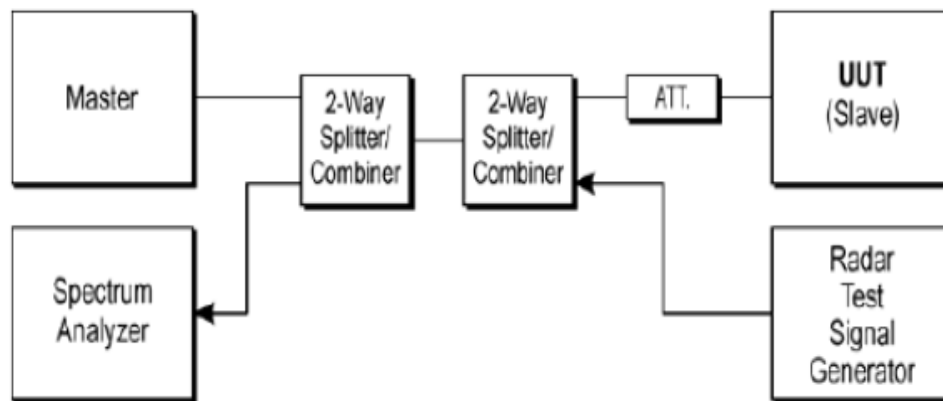 Master
2-Way
Splitter/
Combiner
2-Way
Splitter/
Combiner
ATT.
UUT
(Slave)
Spectrum
Analyzer
Radar
Test
Signal
Generator